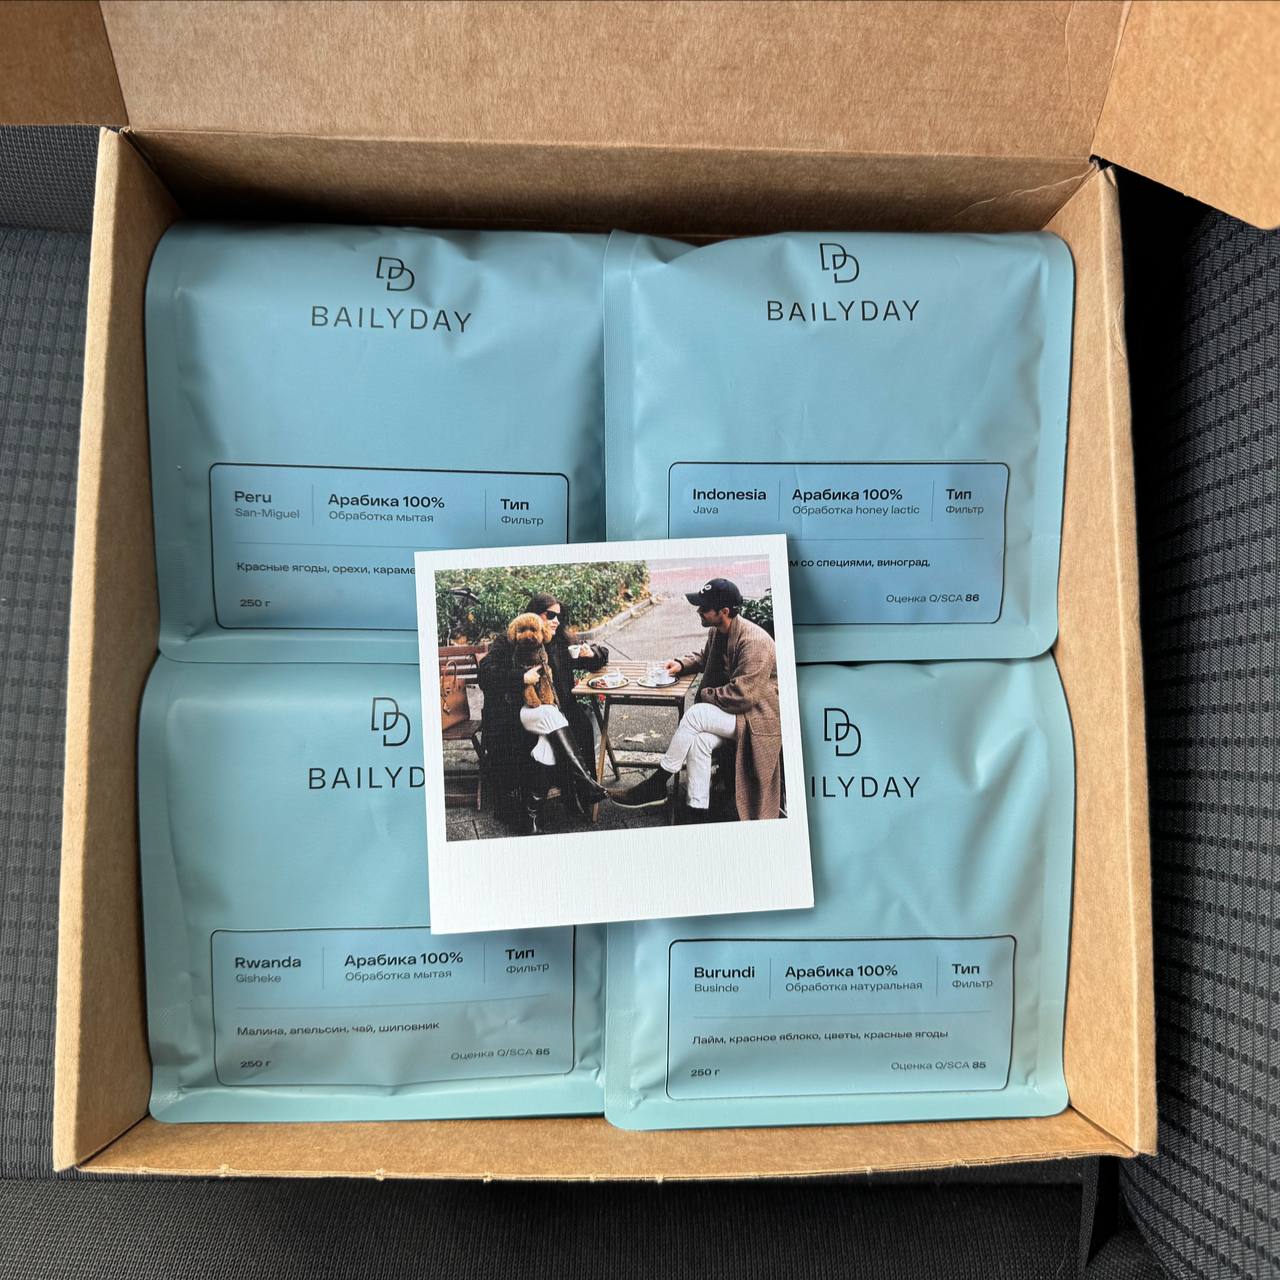 BAILYDAY
Peru
San-Miguel
Арабика 100%
Обработка мытая
Тип
Фильтр
Красные ягоды, орехи,
250 г
BAILYDAY
Indonesia
Java
Арабика 100%
Обработка honey lactic
Тип
Фильтр
со специями, виноград,
Оценка Q/SCA 86
BAILYD
Rwanda
Gisheke
Арабика 100%
Обработка мытая
Тип
Фильтр
Малина, апельсин, чай, шиповник
250 г
Оценка Q/SCA 85
ILYDAY
Burundi
Businde
Арабика 100%
Обработка натуральная
Тип
Фильтр
Лайм, красное яблоко, цветы, красные ягоды
250 г
Оценка Q/SCA 85